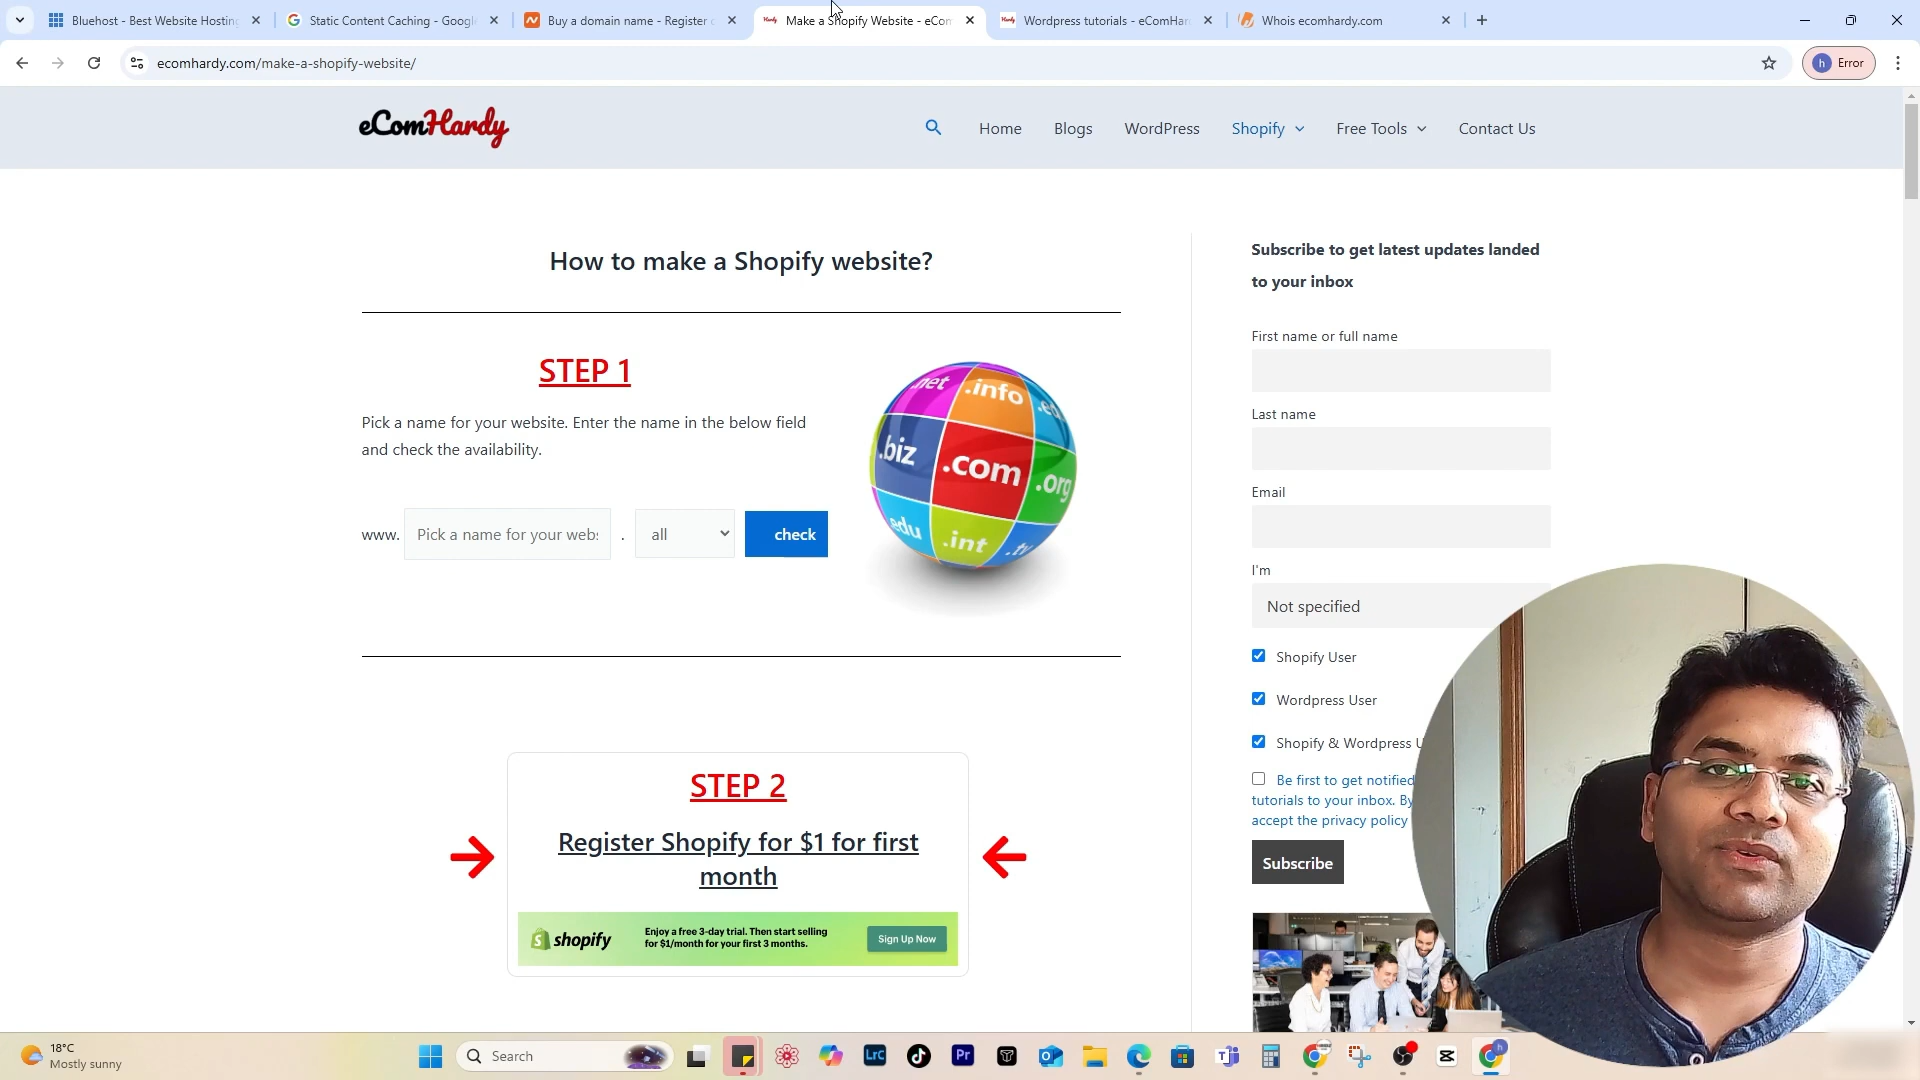 Bluehost - Best Website Hosting
Static Content Caching - Google
Buy a domain name - Register
Make a Shopify Website - eCom
Wordpress tutorials - eComHar
Whois ecomhardy.com
ecomhardy.com/make-a-shopify-website/
h
Error
eComHardy
Home
Blogs
WordPress
Shopify
Free Tools
Contact Us
How to make a Shopify website?
STEP 1
Pick a name for your website. Enter the name in the below field
and check the availability.
www.
Pick a name for your webs
.
all
check
.net
.info
.ed
.biz
.com
.org
.edu
.int
.tv
STEP 2
Register Shopify for $1 for first
month
shopify
Enjoy a free 3-day trial. Then start selling
for $1/month for your first 3 months.
Sign Up Now
Subscribe to get latest updates landed
to your inbox
First name or full name
Last name
Email
I'm
Not specified
Shopify User
Wordpress User
Shopify & Wordpress U
Be first to get notified
tutorials to your inbox. By
accept the privacy policy
Subscribe
18°C
Mostly sunny
Search
LrC
Pr
h